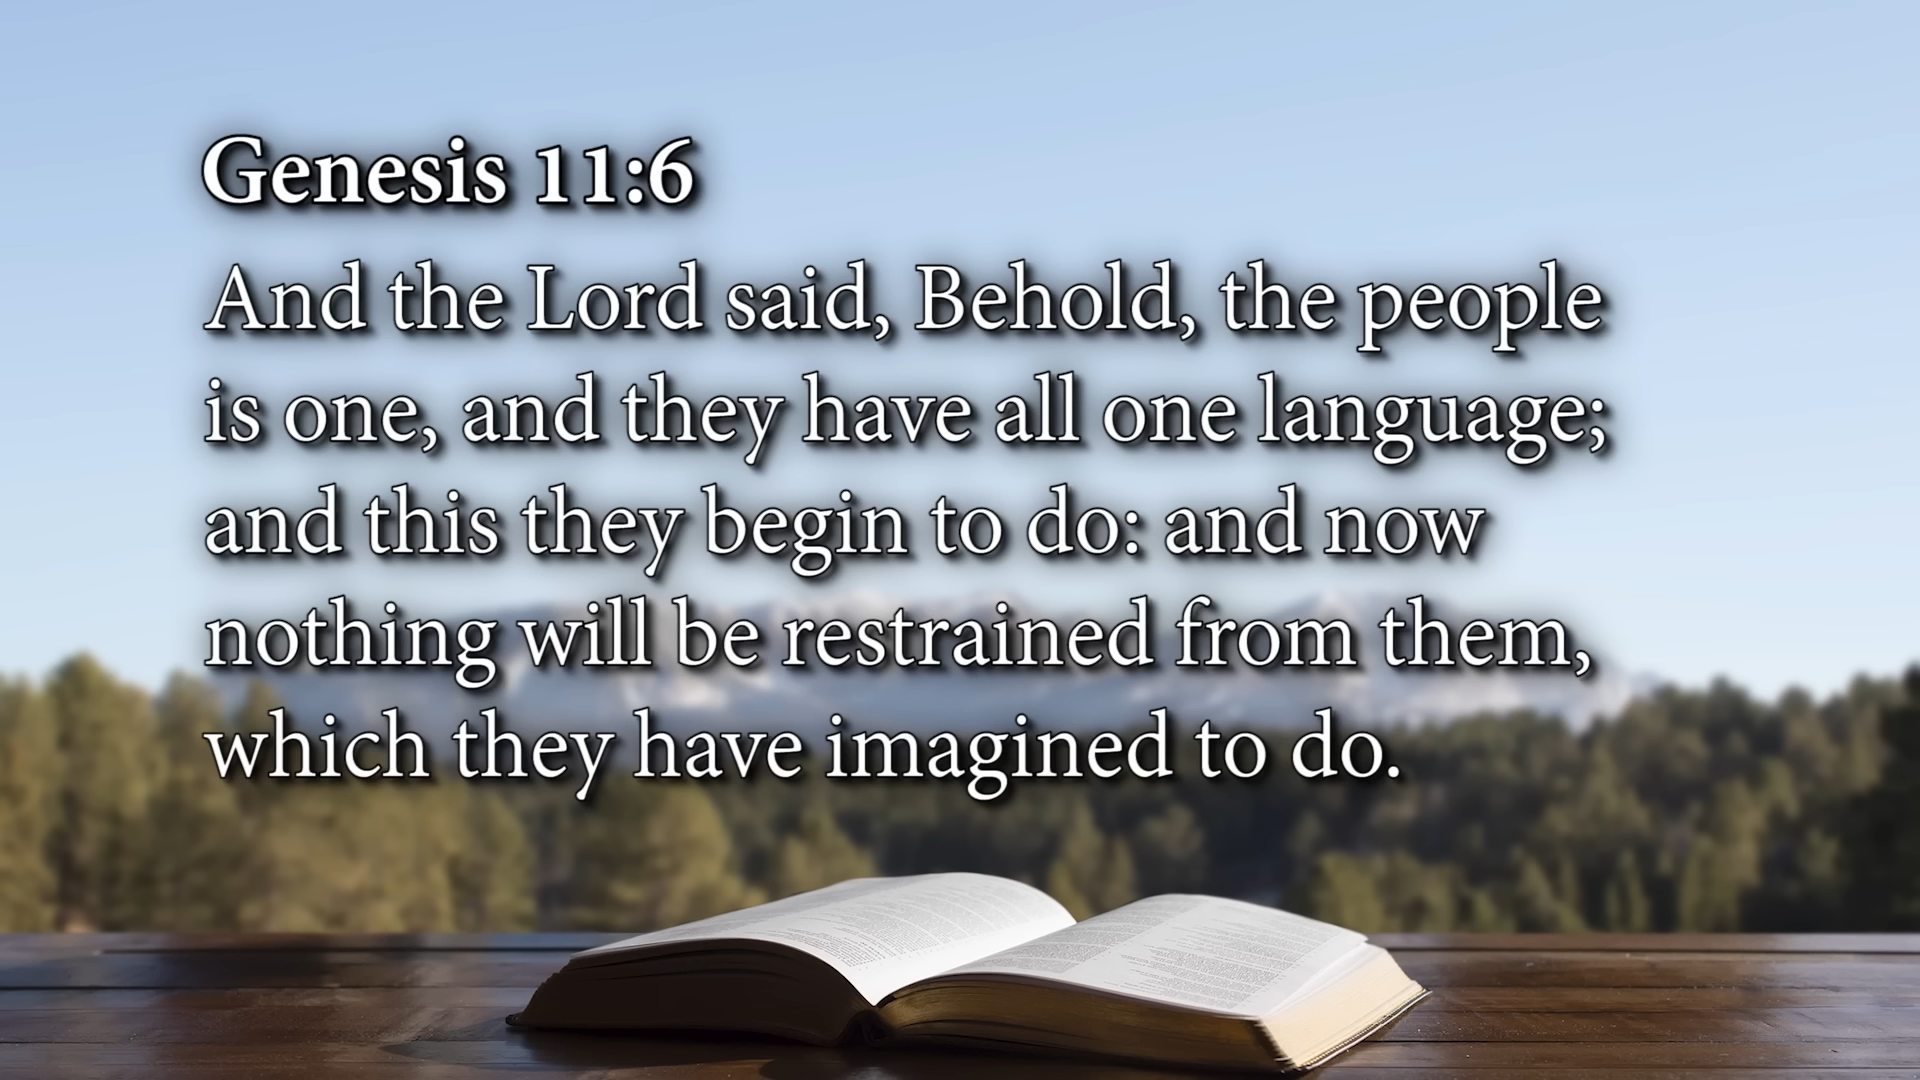 Genesis 11:6
And the Lord said, Behold, the people
is one, and they have all one language;
and this they begin to do: and now
nothing will be restrained from them,
which they have imagined to do.